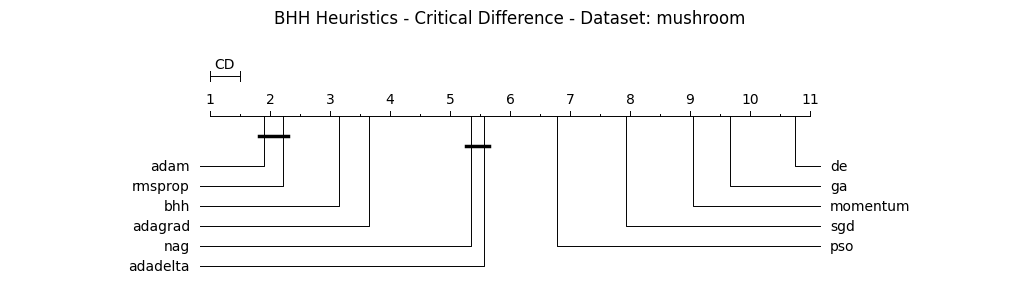 BHH Heuristics - Critical Difference - Dataset: mushroom
CD
1 2 3 4 5 6 7 8 9 10 11
adam de
rmsprop ga
bhh momentum
adagrad sgd
nag pso
adadelta